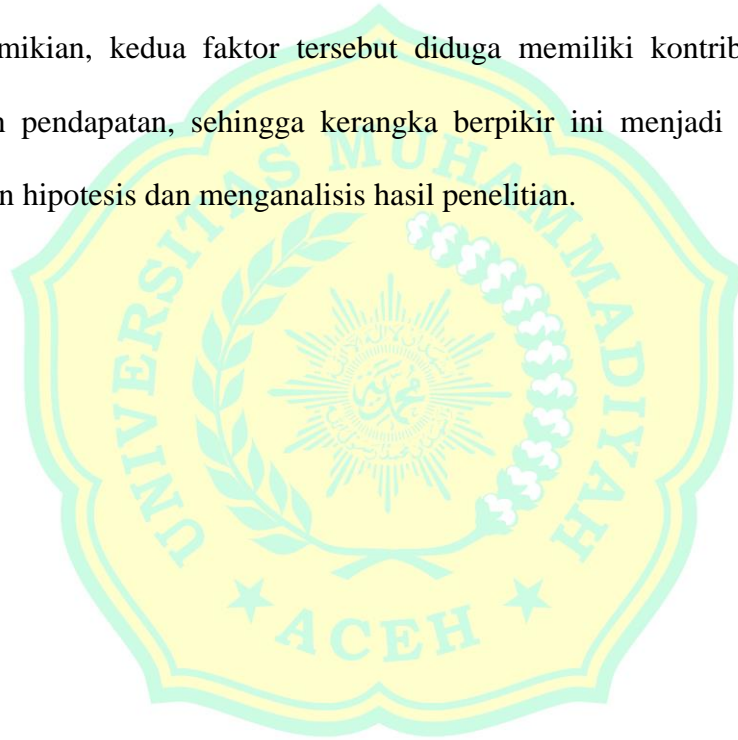 mikian, kedua faktor tersebut diduga memiliki kontrib
n pendapatan, sehingga kerangka berpikir ini menjadi
n hipotesis dan menganalisis hasil penelitian.
UNIVERSITAS MUHAMMADIYAH
محمد
ACEH